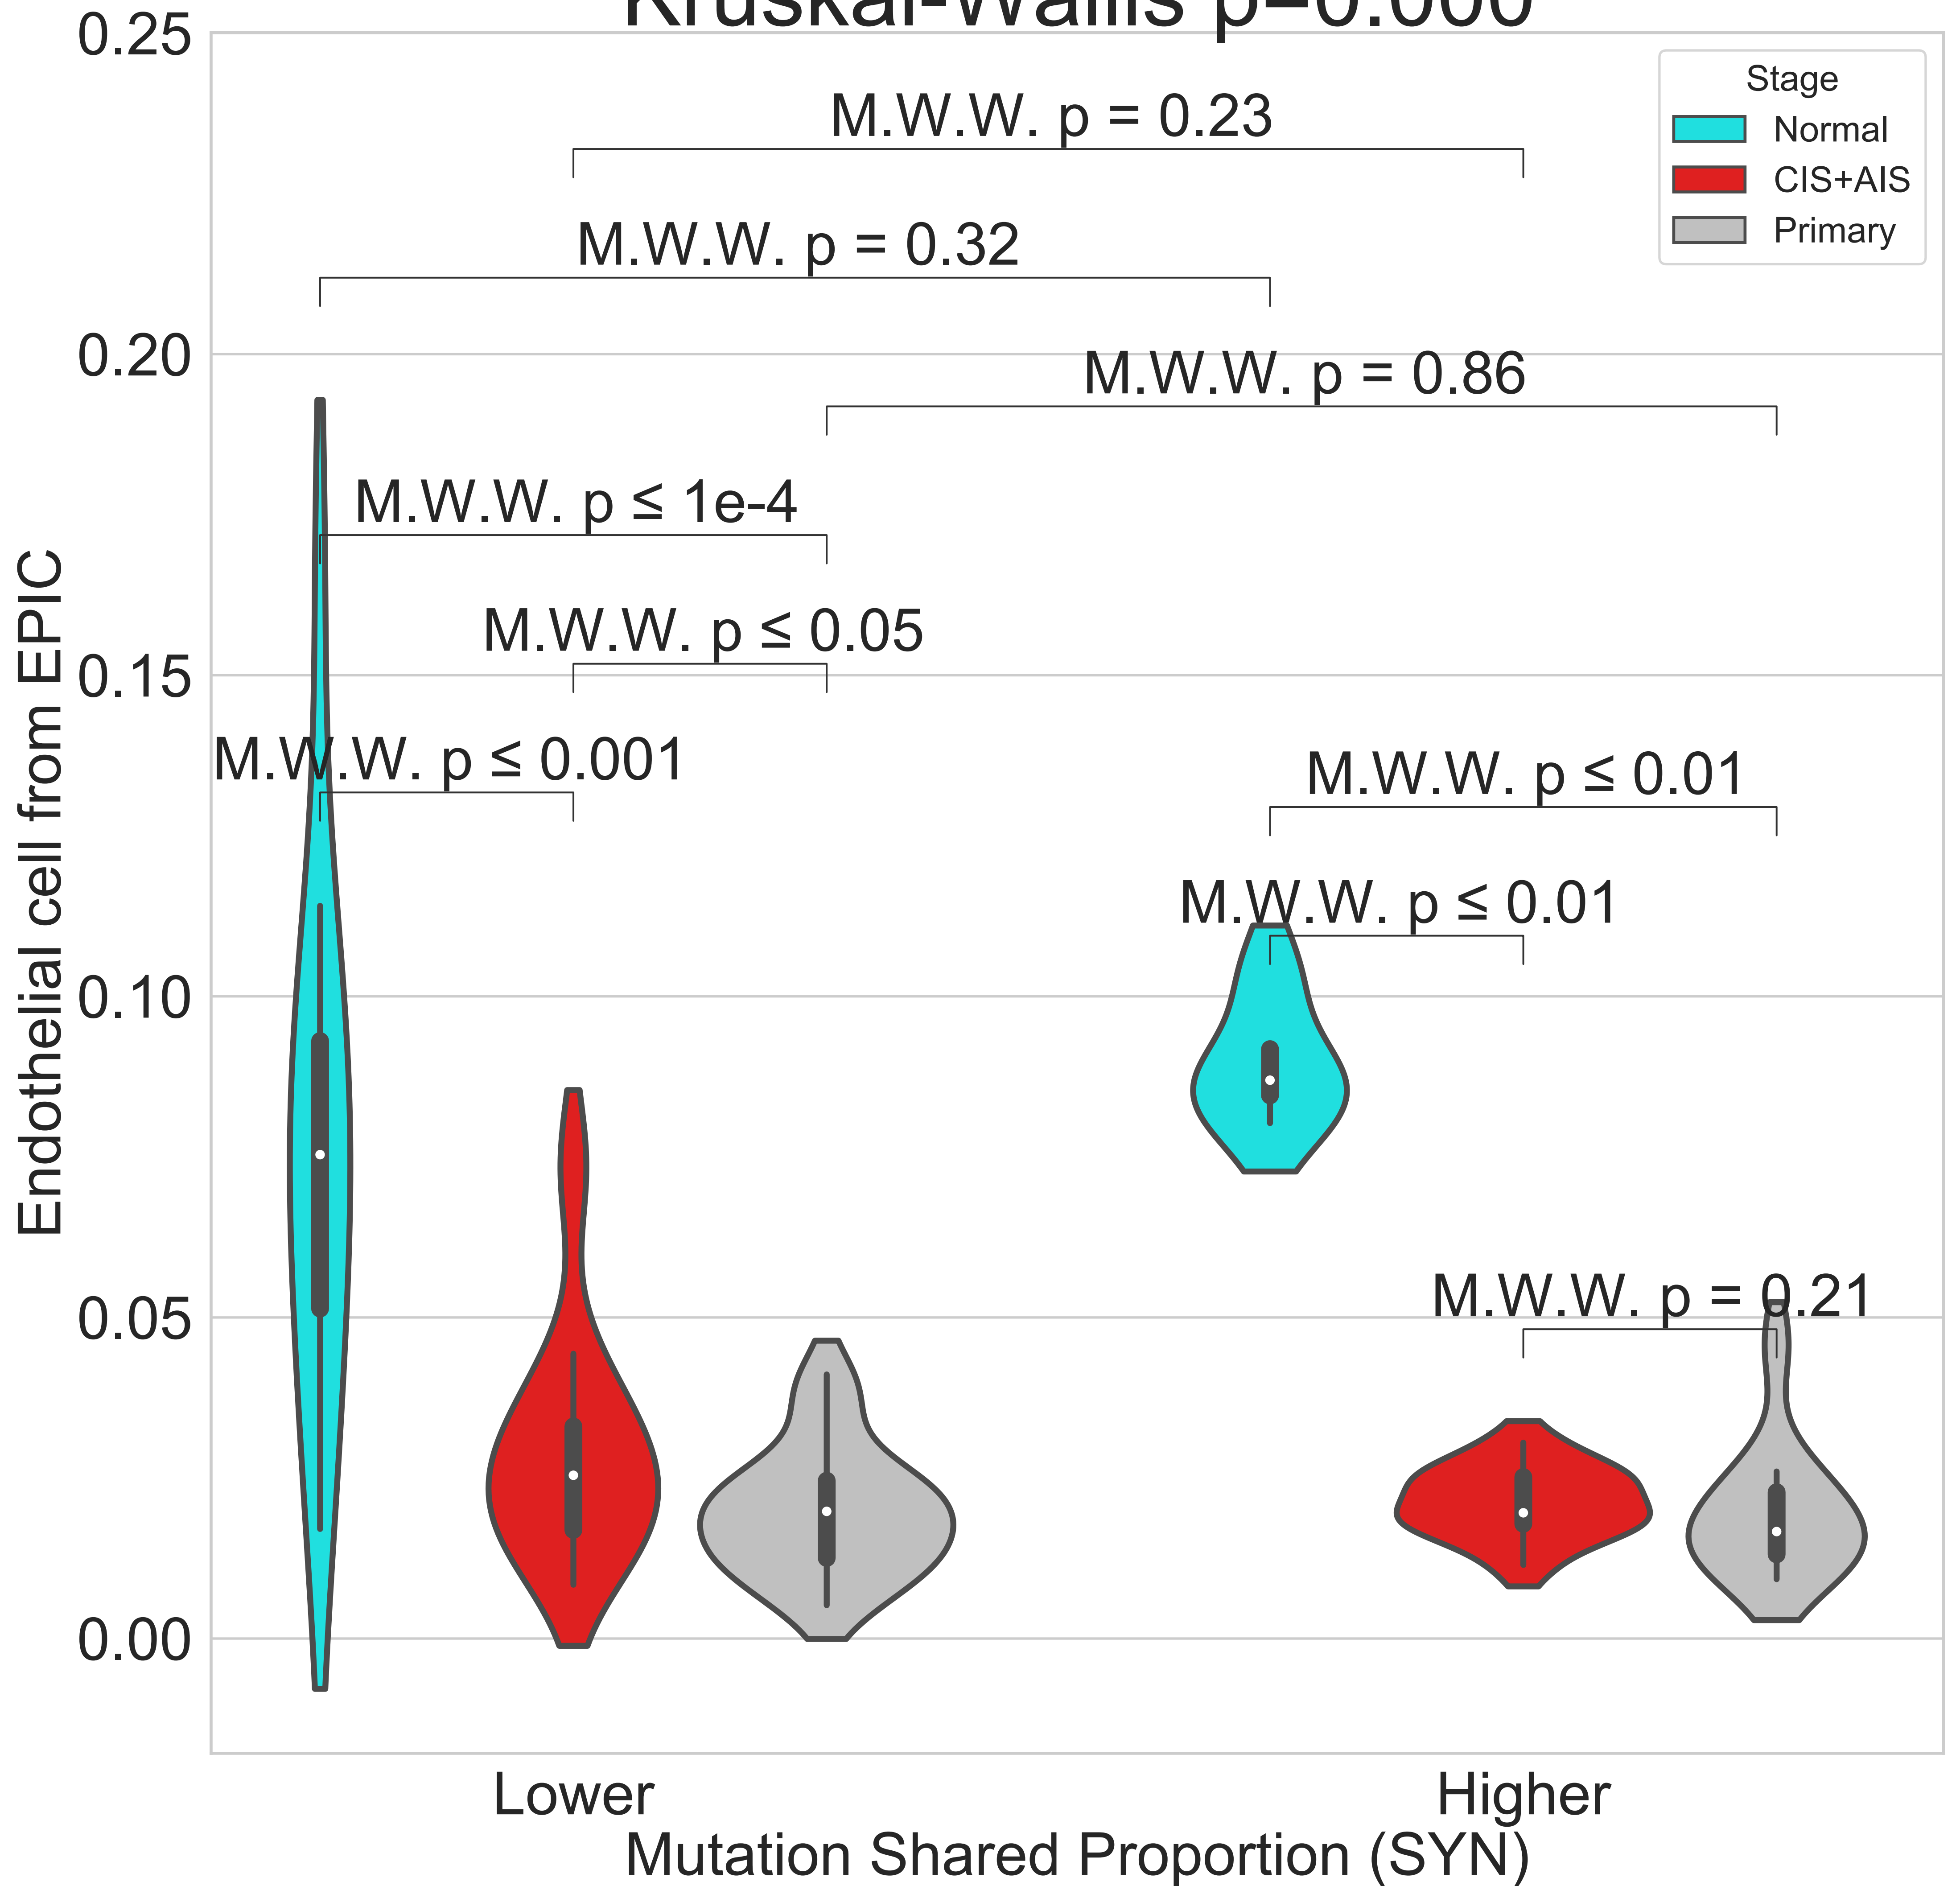 Kruskal-Wallis p=0.000
0.25
0.20
0.15
0.10
0.05
0.00
Endothelial cell from EPIC
Stage
Normal
CIS+AIS
Primary
M.W.W. p = 0.23
M.W.W. p = 0.32
M.W.W. p = 0.86
M.W.W. p ≤ 1e-4
M.W.W. p ≤ 0.05
M.W.W. p ≤ 0.001
M.W.W. p ≤ 0.01
M.W.W. p ≤ 0.01
M.W.W. p = 0.21
Lower
Higher
Mutation Shared Proportion (SYN)